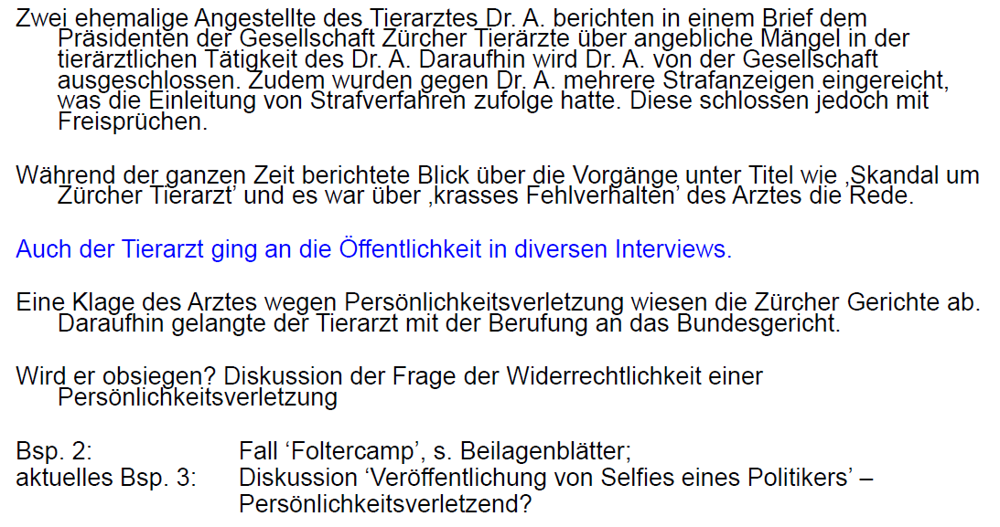 Zwei ehemalige Angestellte des Tierarztes Dr. A. berichten in einem Brief dem
Präsidenten der Gesellschaft Zürcher Tierärzte über angebliche Mängel in der
tierärztlichen Tätigkeit des Dr. A. Daraufhin wird Dr. A. von der Gesellschaft
ausgeschlossen. Zudem wurden gegen Dr. A. mehrere Strafanzeigen eingereicht,
was die Einleitung von Strafverfahren zufolge hatte. Diese schlossen jedoch mit
Freisprüchen.
Während der ganzen Zeit berichtete Blick über die Vorgänge unter Titel wie ‚Skandal um
Zürcher Tierarzt’ und es war über ‚krasses Fehlverhalten’ des Arztes die Rede.
Auch der Tierarzt ging an die Öffentlichkeit in diversen Interviews.
Eine Klage des Arztes wegen Persönlichkeitsverletzung wiesen die Zürcher Gerichte ab.
Daraufhin gelangte der Tierarzt mit der Berufung an das Bundesgericht.
Wird er obsiegen? Diskussion der Frage der Widerrechtlichkeit einer
Persönlichkeitsverletzung
Bsp. 2: Fall ‘Foltercamp’, s. Beilagenblätter;
aktuelles Bsp. 3: Diskussion ‘Veröffentlichung von Selfies eines Politikers’ –
Persönlichkeitsverletzend?